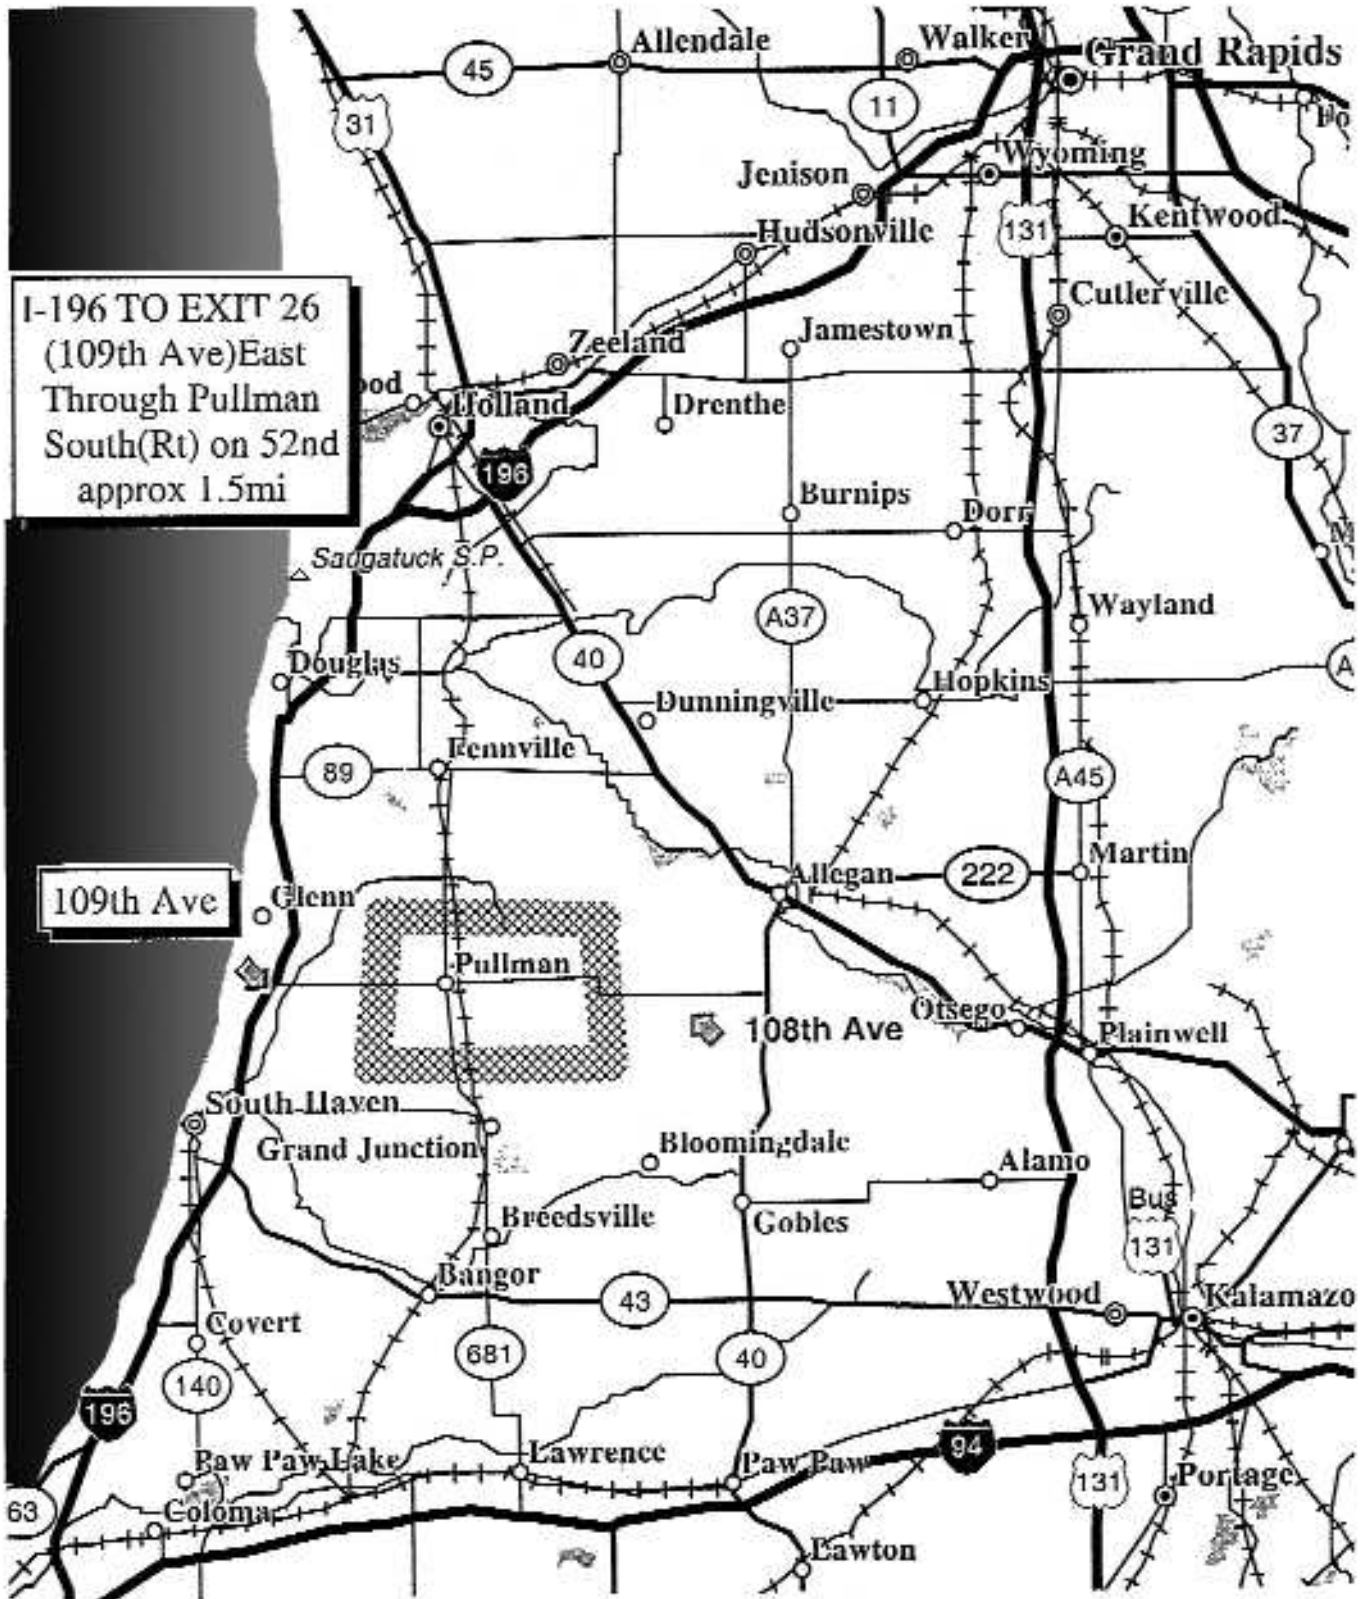 Allendale
Walker
Grand Rapids
45
11
31
Wyoming
Jenison
Kentwood
131
Hudsonville
Cutlerville
I-196 TO EXIT 26
(109th Ave)East
Through Pullman
South(Rt) on 52nd
approx 1.5mi
Jamestown
Zeeland
Holland
Drenthe
37
196
Burnips
Dorr
Saugatuck S.P.
Wayland
A37
40
Douglas
Hopkins
Dunningville
Fennville
89
A45
Martin
Allegan
222
109th Ave
Glenn
Pullman
Otsego
108th Ave
Plainwell
South Haven
Grand Junction
Bloomingdale
Alamo
Bus
131
Breedsville
Gobles
Bangor
43
Westwood
Kalamazo
Covert
681
40
140
196
94
Paw Paw Lake
Lawrence
Paw Paw
131
Portage
63
Coloma
Lawton